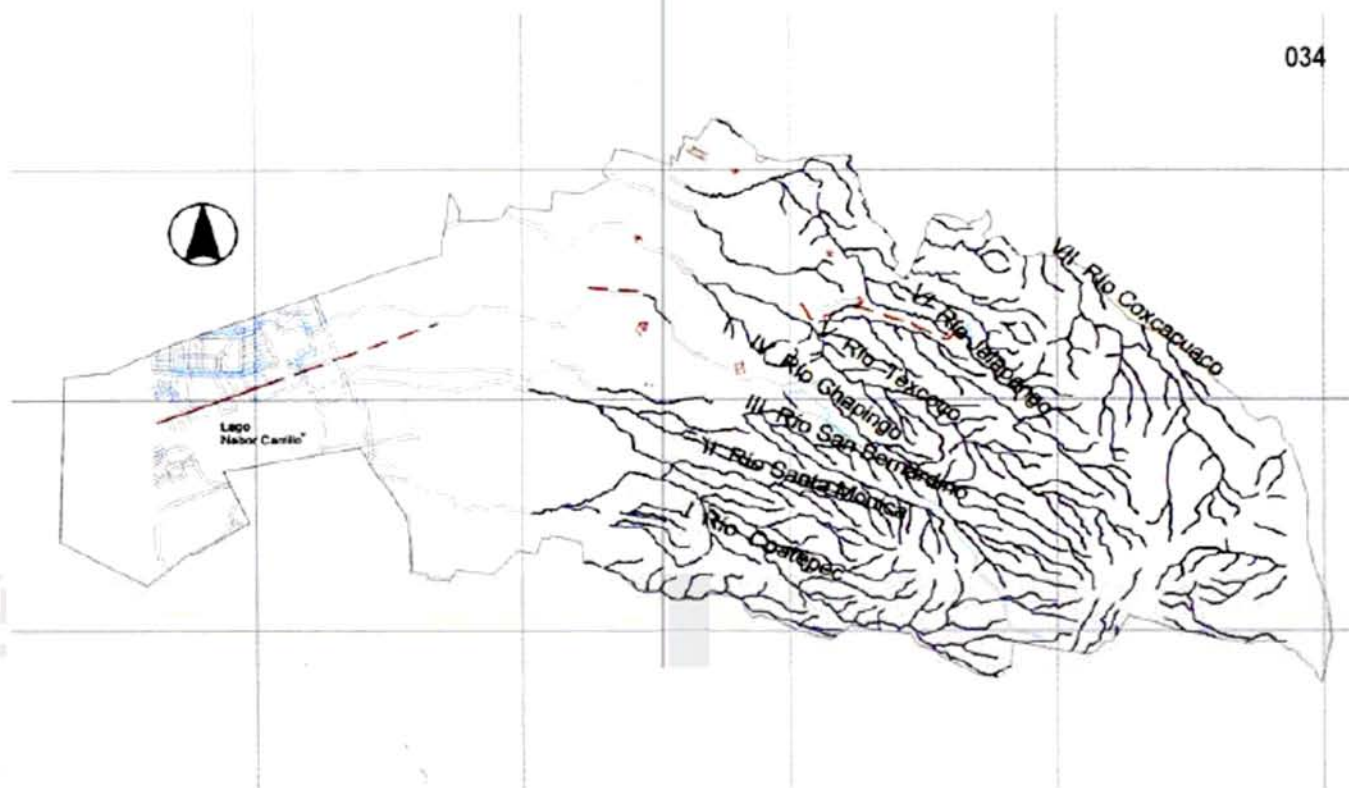 034
VII Río Coxcacuaco
VI Río Jalapango
Río Texcoco
IV Río Chapingo
III Río San Bernardino
II Río Santa Mónica
I Río Coatepec
Lago
Nabor Carrillo